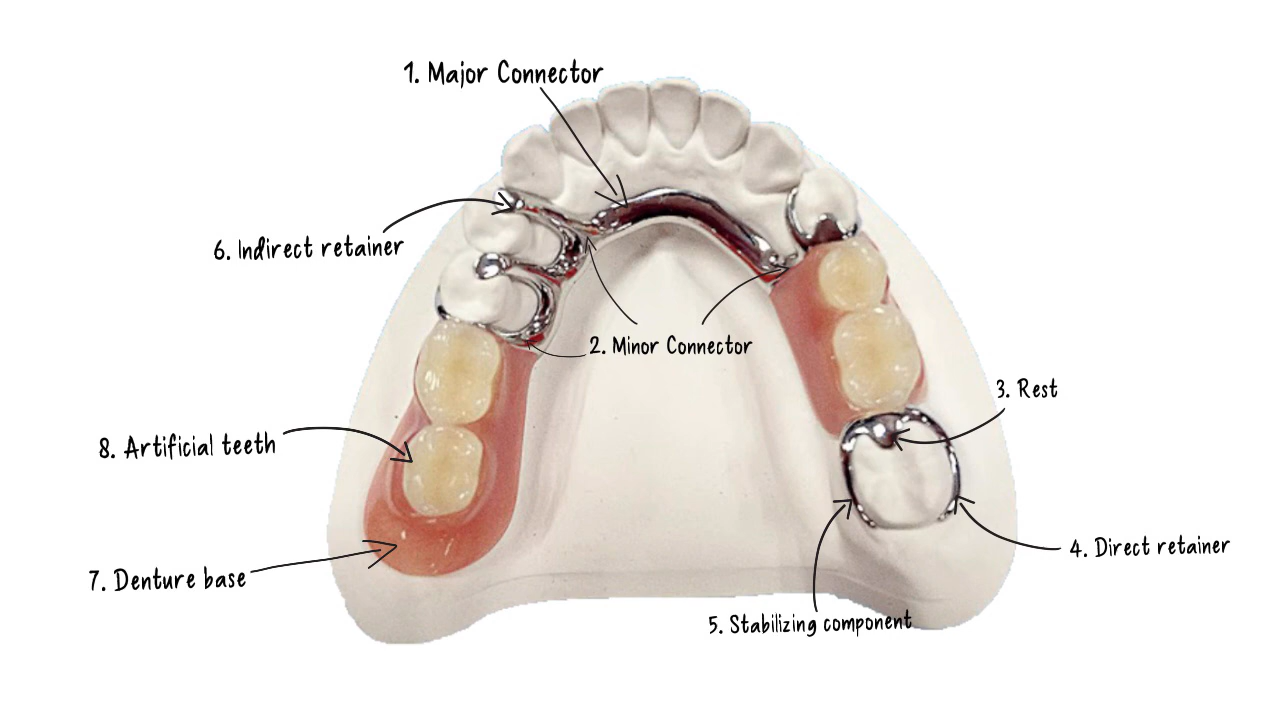 1. Major Connector
6. Indirect retainer
2. Minor Connector
3. Rest
8. Artificial teeth
4. Direct retainer
7. Denture base
5. Stabilizing component